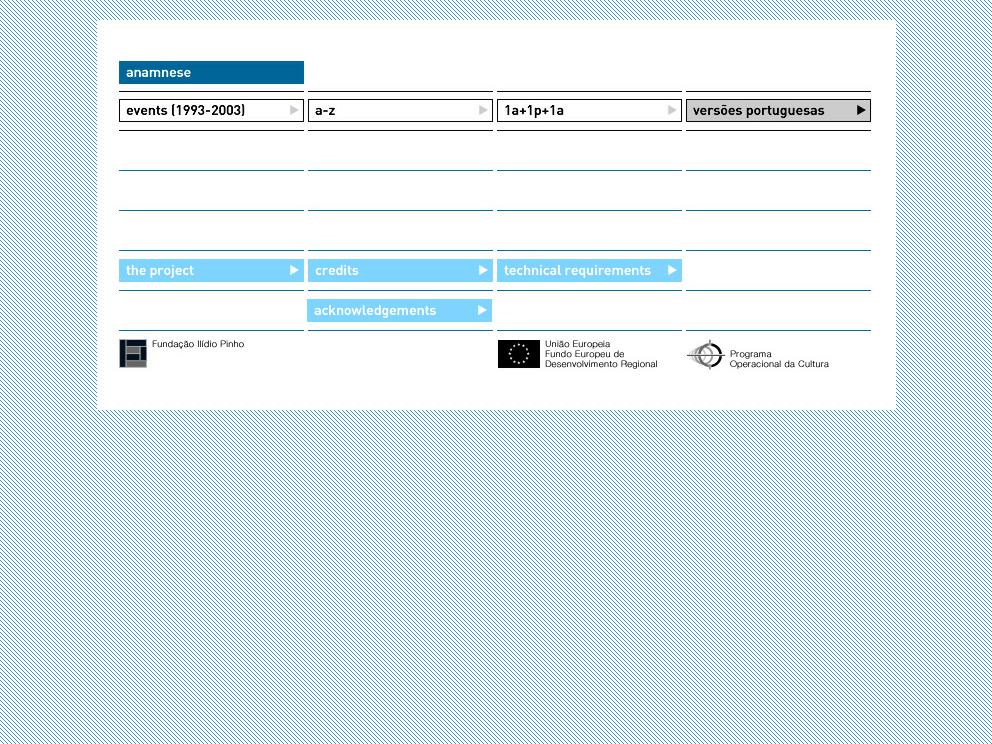 anamnese
events (1993-2003)
a-z
1a+1p+1a
versões portuguesas
the project
credits
technical requirements
acknowledgements
Fundação Ilídio Pinho
União Europeia
Fundo Europeu de
Desenvolvimento Regional
Programa
Operacional da Cultura